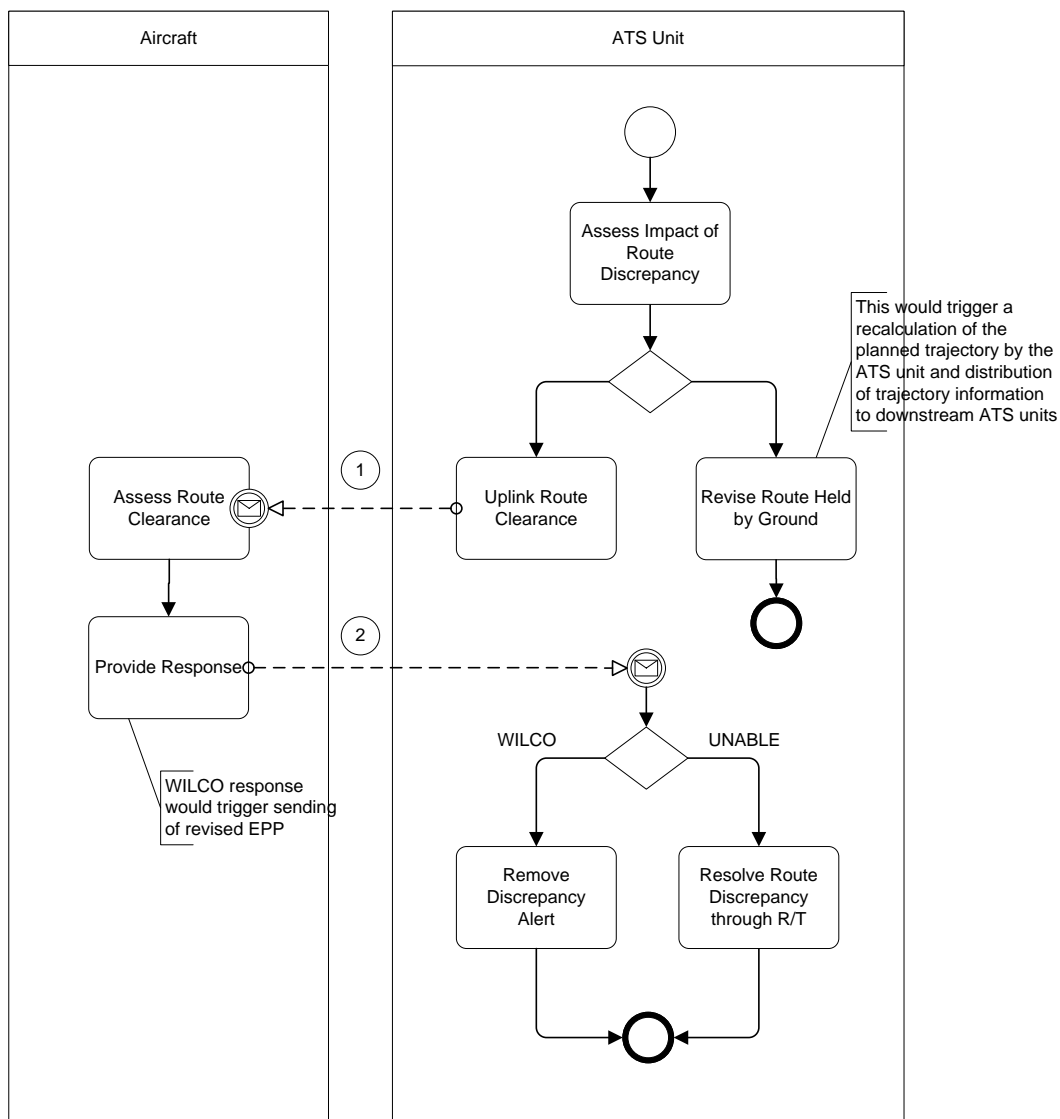 Aircraft
ATS Unit
Assess Impact of
Route
Discrepancy
This would trigger a
recalculation of the
planned trajectory by the
ATS unit and distribution
of trajectory information
to downstream ATS units
1
Assess Route
Clearance
Uplink Route
Clearance
Revise Route Held
by Ground
2
Provide Response
WILCO
UNABLE
WILCO response
would trigger sending
of revised EPP
Remove
Discrepancy
Alert
Resolve Route
Discrepancy
through R/T